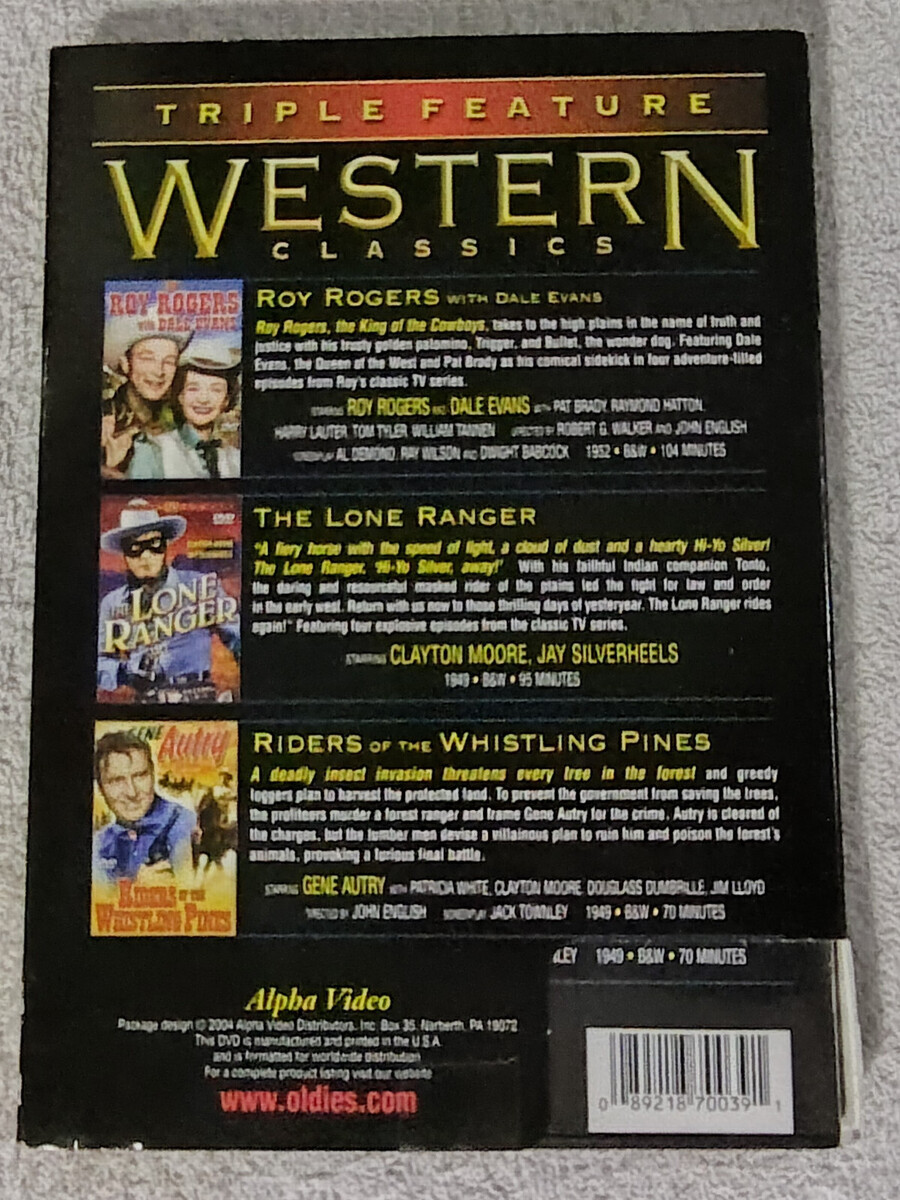 TRIPLE FEATURE
WESTERN
CLASSICS
ROY ROGERS
WITH DALE EVANS
ROY ROGERS WITH DALE EVANS
Roy Rogers, the King of the Cowboys, takes to the high plains in the name of truth and
justice with his trusty golden palomino, Trigger, and Bullet, the wonder dog. Featuring Dale
Evans, the Queen of the West and Pat Brady as his comical sidekick in four adventure-filled
episodes from Roy's classic TV series.
STARRING ROY ROGERS AND DALE EVANS WITH PAT BRADY, RAYMOND HATTON,
HARRY LAUTER, TOM TYLER, WILLIAM TANNEN DIRECTED BY ROBERT G. WALKER AND JOHN ENGLISH
SCREENPLAY AL DEMOND, RAY WILSON AND DWIGHT BABCOCK 1952 • B&W • 104 MINUTES
DVD
THE LONE
RANGER
THE LONE RANGER
"A fiery horse with the speed of light, a cloud of dust and a hearty Hi-Yo Silver!
The Lone Ranger. 'Hi-Yo Silver, away!' With his faithful Indian companion Tonto,
the daring and resourceful masked rider of the plains led the fight for law and order
in the early west. Return with us now to those thrilling days of yesteryear. The Lone Ranger rides
again!" Featuring four explosive episodes from the classic TV series.
STARRING CLAYTON MOORE, JAY SILVERHEELS
1949 • B&W • 95 MINUTES
GENE Autry
RIDERS OF THE
WHISTLING PINES
RIDERS OF THE WHISTLING PINES
A deadly insect invasion threatens every tree in the forest and greedy
loggers plan to harvest the protected land. To prevent the government from saving the trees,
the profiteers murder a forest ranger and frame Gene Autry for the crime. Autry is cleared of
the charges, but the lumber men devise a villainous plan to ruin him and poison the forest's
animals, provoking a furious final battle.
STARRING GENE AUTRY WITH PATRICIA WHITE, CLAYTON MOORE, DOUGLASS DUMBRILLE, JIM LLOYD
DIRECTED BY JOHN ENGLISH SCREENPLAY JACK TOWNLEY 1949 • B&W • 70 MINUTES
LEY 1949 • B&W • 70 MINUTES
Alpha Video
Package design © 2004 Alpha Video Distributors, Inc. Box 35, Narberth, PA 19072
This DVD is manufactured and printed in the U.S.A.
and is formatted for worldwide distribution
For a complete product listing visit our website
www.oldies.com
0 89218 70039 1